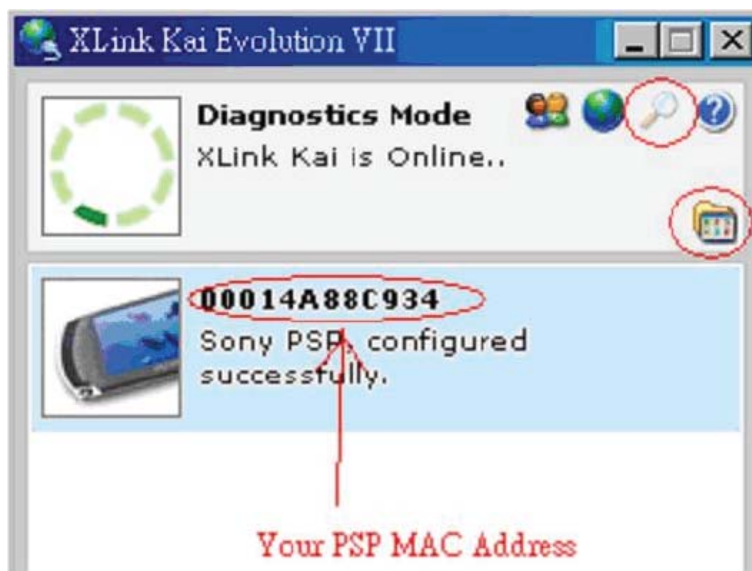 XLink Kai Evolution VII
Diagnostics Mode
XLink Kai is Online..
00014A88C934
Sony PSP, configured
successfully.
Your PSP MAC Address